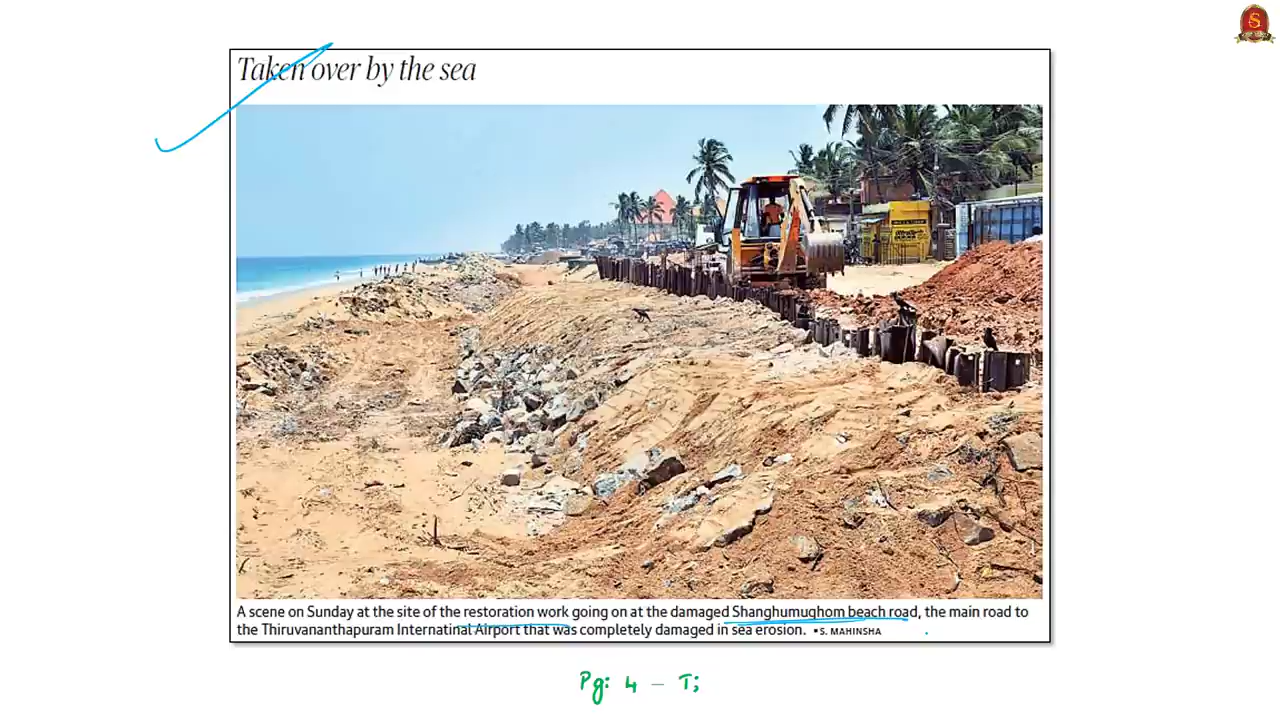 Taken over by the sea
A scene on Sunday at the site of the restoration work going on at the damaged Shanghumughom beach road, the main road to
the Thiruvananthapuram Internatinal Airport that was completely damaged in sea erosion. ▪ S. MAHINSHA
Pg: 4 – T;